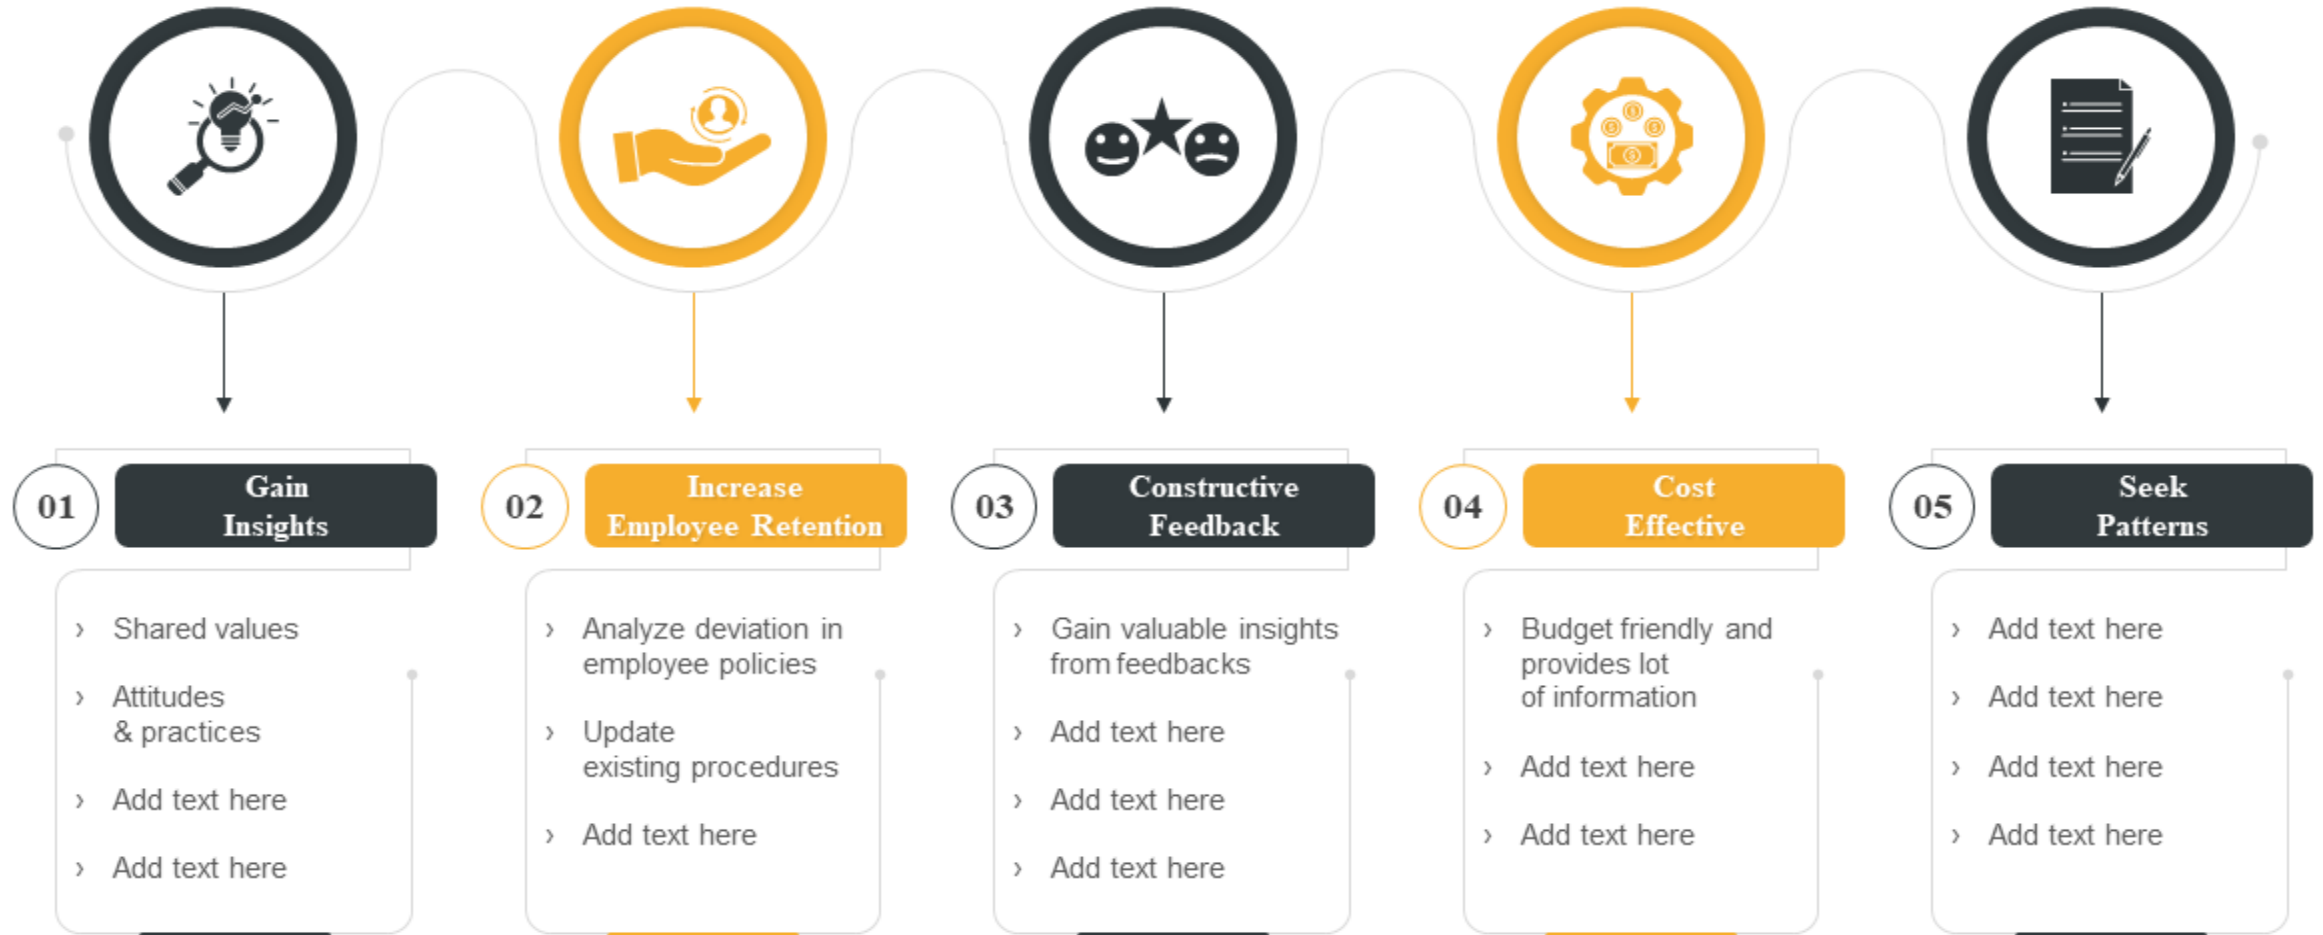 01
Gain
Insights
› Shared values
› Attitudes
& practices
› Add text here
› Add text here
02
Increase
Employee Retention
› Analyze deviation in
employee policies
› Update
existing procedures
› Add text here
03
Constructive
Feedback
› Gain valuable insights
from feedbacks
› Add text here
› Add text here
› Add text here
04
Cost
Effective
› Budget friendly and
provides lot
of information
› Add text here
› Add text here
05
Seek
Patterns
› Add text here
› Add text here
› Add text here
› Add text here